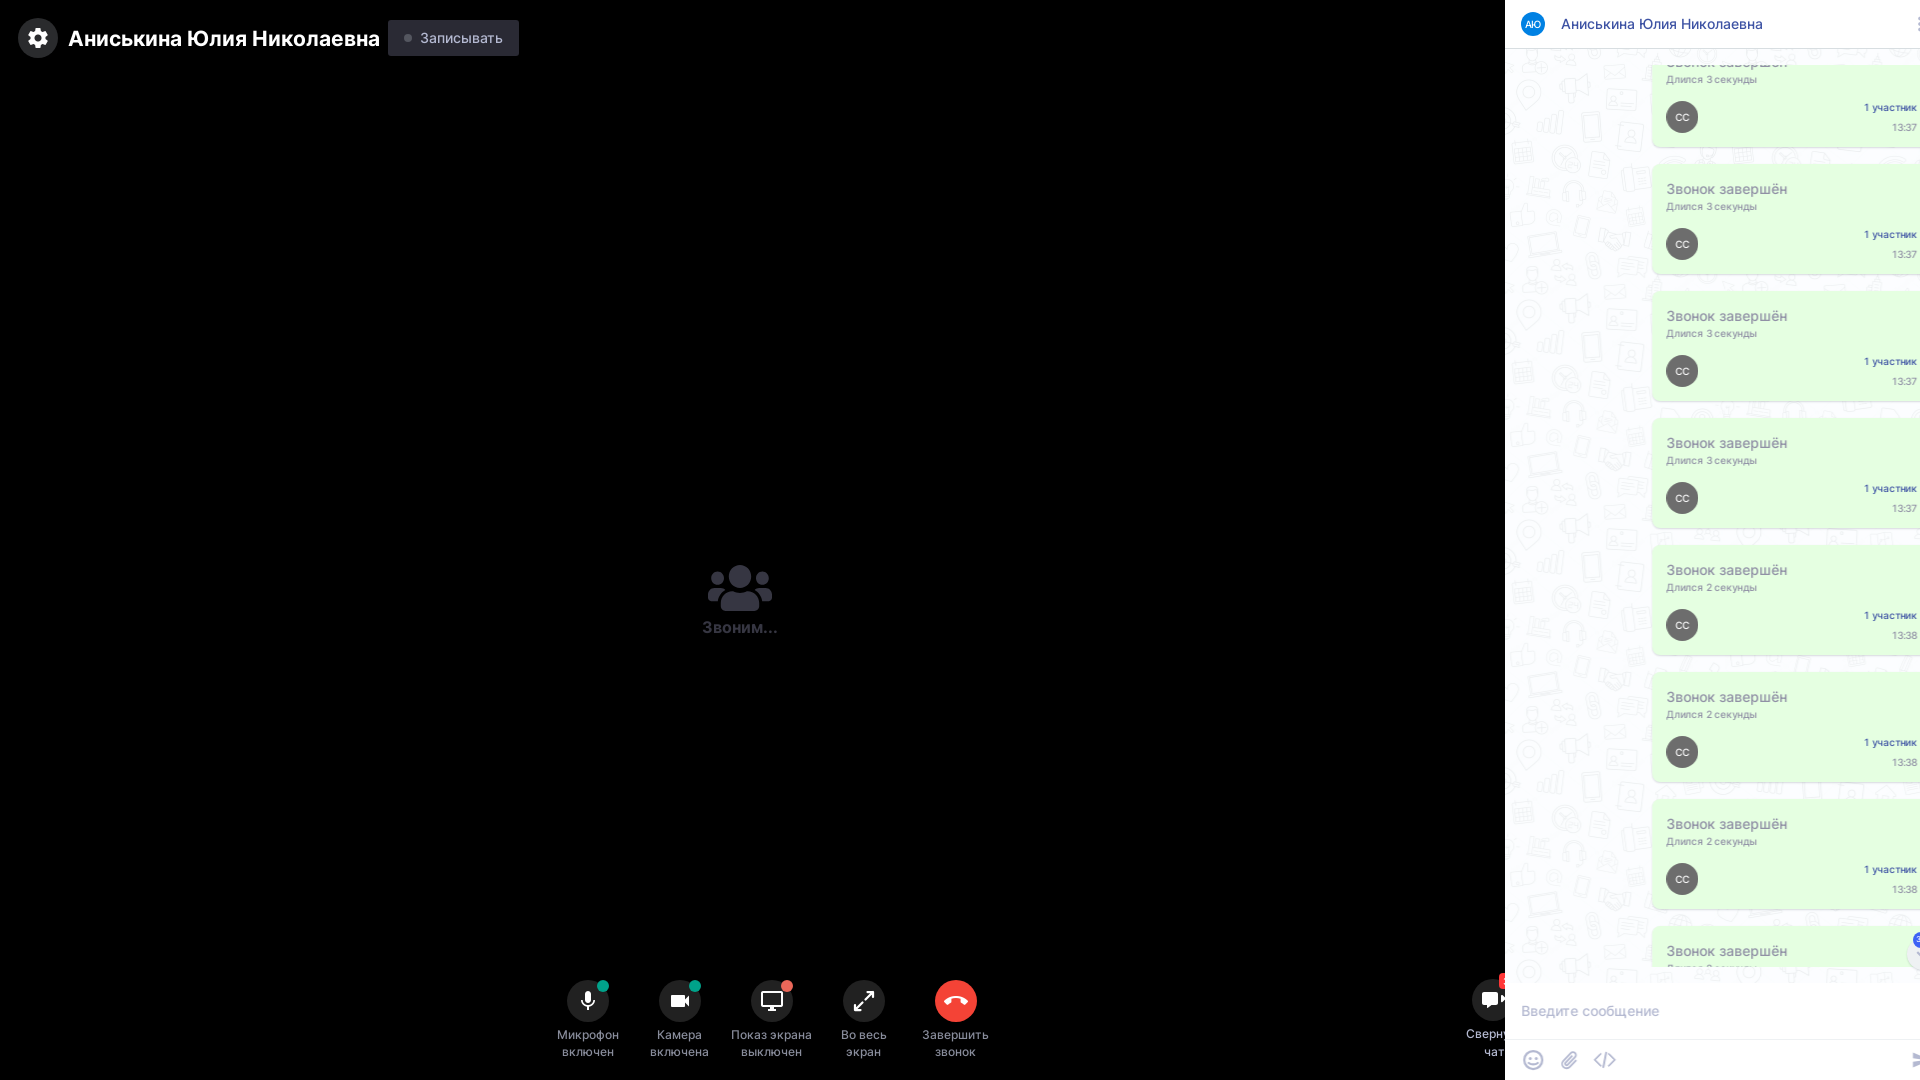 Аниськина Юлия Николаевна
Записывать
Звоним...
Микрофон
включен
Камера
включена
Показ экрана
выключен
Во весь
экран
Завершить
звонок
чат
АЮ
Аниськина Юлия Николаевна
Звонок завершён
Длился 3 секунды
СС
1 участник
13:37
Звонок завершён
Длился 3 секунды
СС
1 участник
13:37
Звонок завершён
Длился 3 секунды
СС
1 участник
13:37
Звонок завершён
Длился 3 секунды
СС
1 участник
13:37
Звонок завершён
Длился 2 секунды
СС
1 участник
13:38
Звонок завершён
Длился 2 секунды
СС
1 участник
13:38
Звонок завершён
Длился 2 секунды
СС
1 участник
13:38
Звонок завершён
Введите сообщение